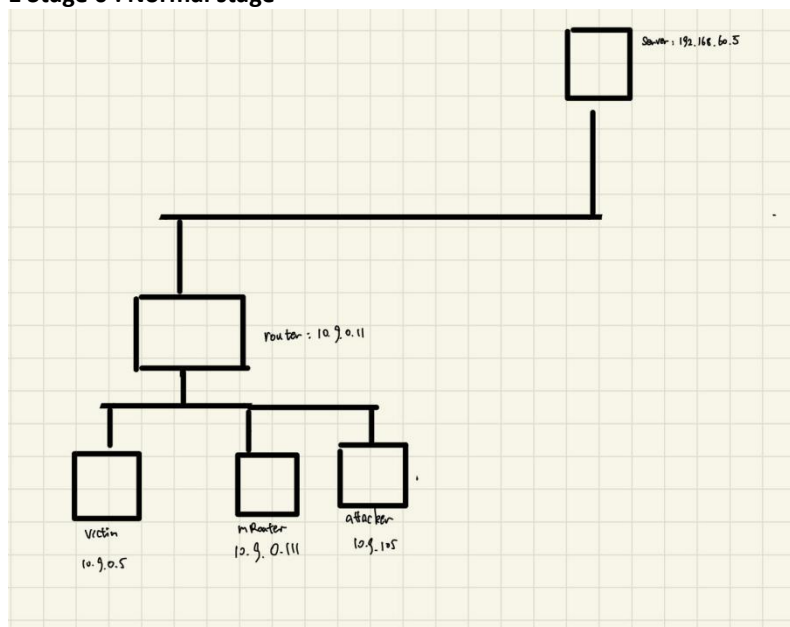 2 Stage 0 : Normal stage
Server: 192.168.60.5
router: 10.9.0.11
victim
10.9.0.5
mRouter
10.9.0.111
attacker
10.9.105